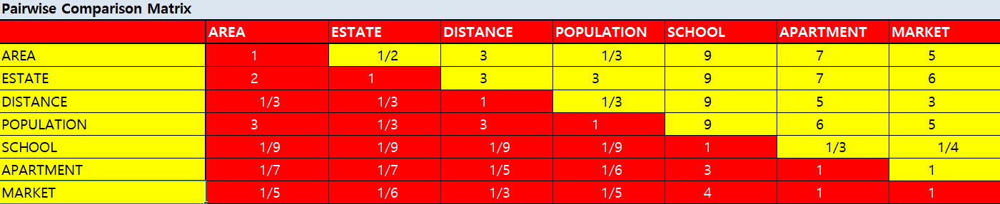 Pairwise Comparison Matrix
AREA ESTATE DISTANCE POPULATION SCHOOL APARTMENT MARKET
AREA 1 1/2 3 1/3 9 7 5
ESTATE 2 1 3 3 9 7 6
DISTANCE 1/3 1/3 1 1/3 9 5 3
POPULATION 3 1/3 3 1 9 6 5
SCHOOL 1/9 1/9 1/9 1/9 1 1/3 1/4
APARTMENT 1/7 1/7 1/5 1/6 3 1 1
MARKET 1/5 1/6 1/3 1/5 4 1 1